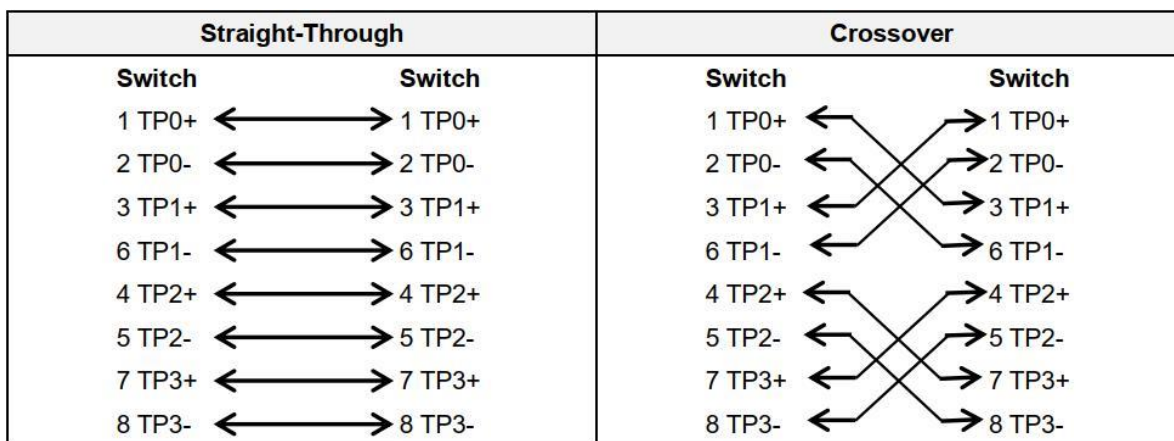 Straight-Through Crossover
Switch Switch Switch Switch
1 TP0+ 1 TP0+ 1 TP0+ 1 TP0+
2 TP0- 2 TP0- 2 TP0- 2 TP0-
3 TP1+ 3 TP1+ 3 TP1+ 3 TP1+
6 TP1- 6 TP1- 6 TP1- 6 TP1-
4 TP2+ 4 TP2+ 4 TP2+ 4 TP2+
5 TP2- 5 TP2- 5 TP2- 5 TP2-
7 TP3+ 7 TP3+ 7 TP3+ 7 TP3+
8 TP3- 8 TP3- 8 TP3- 8 TP3-